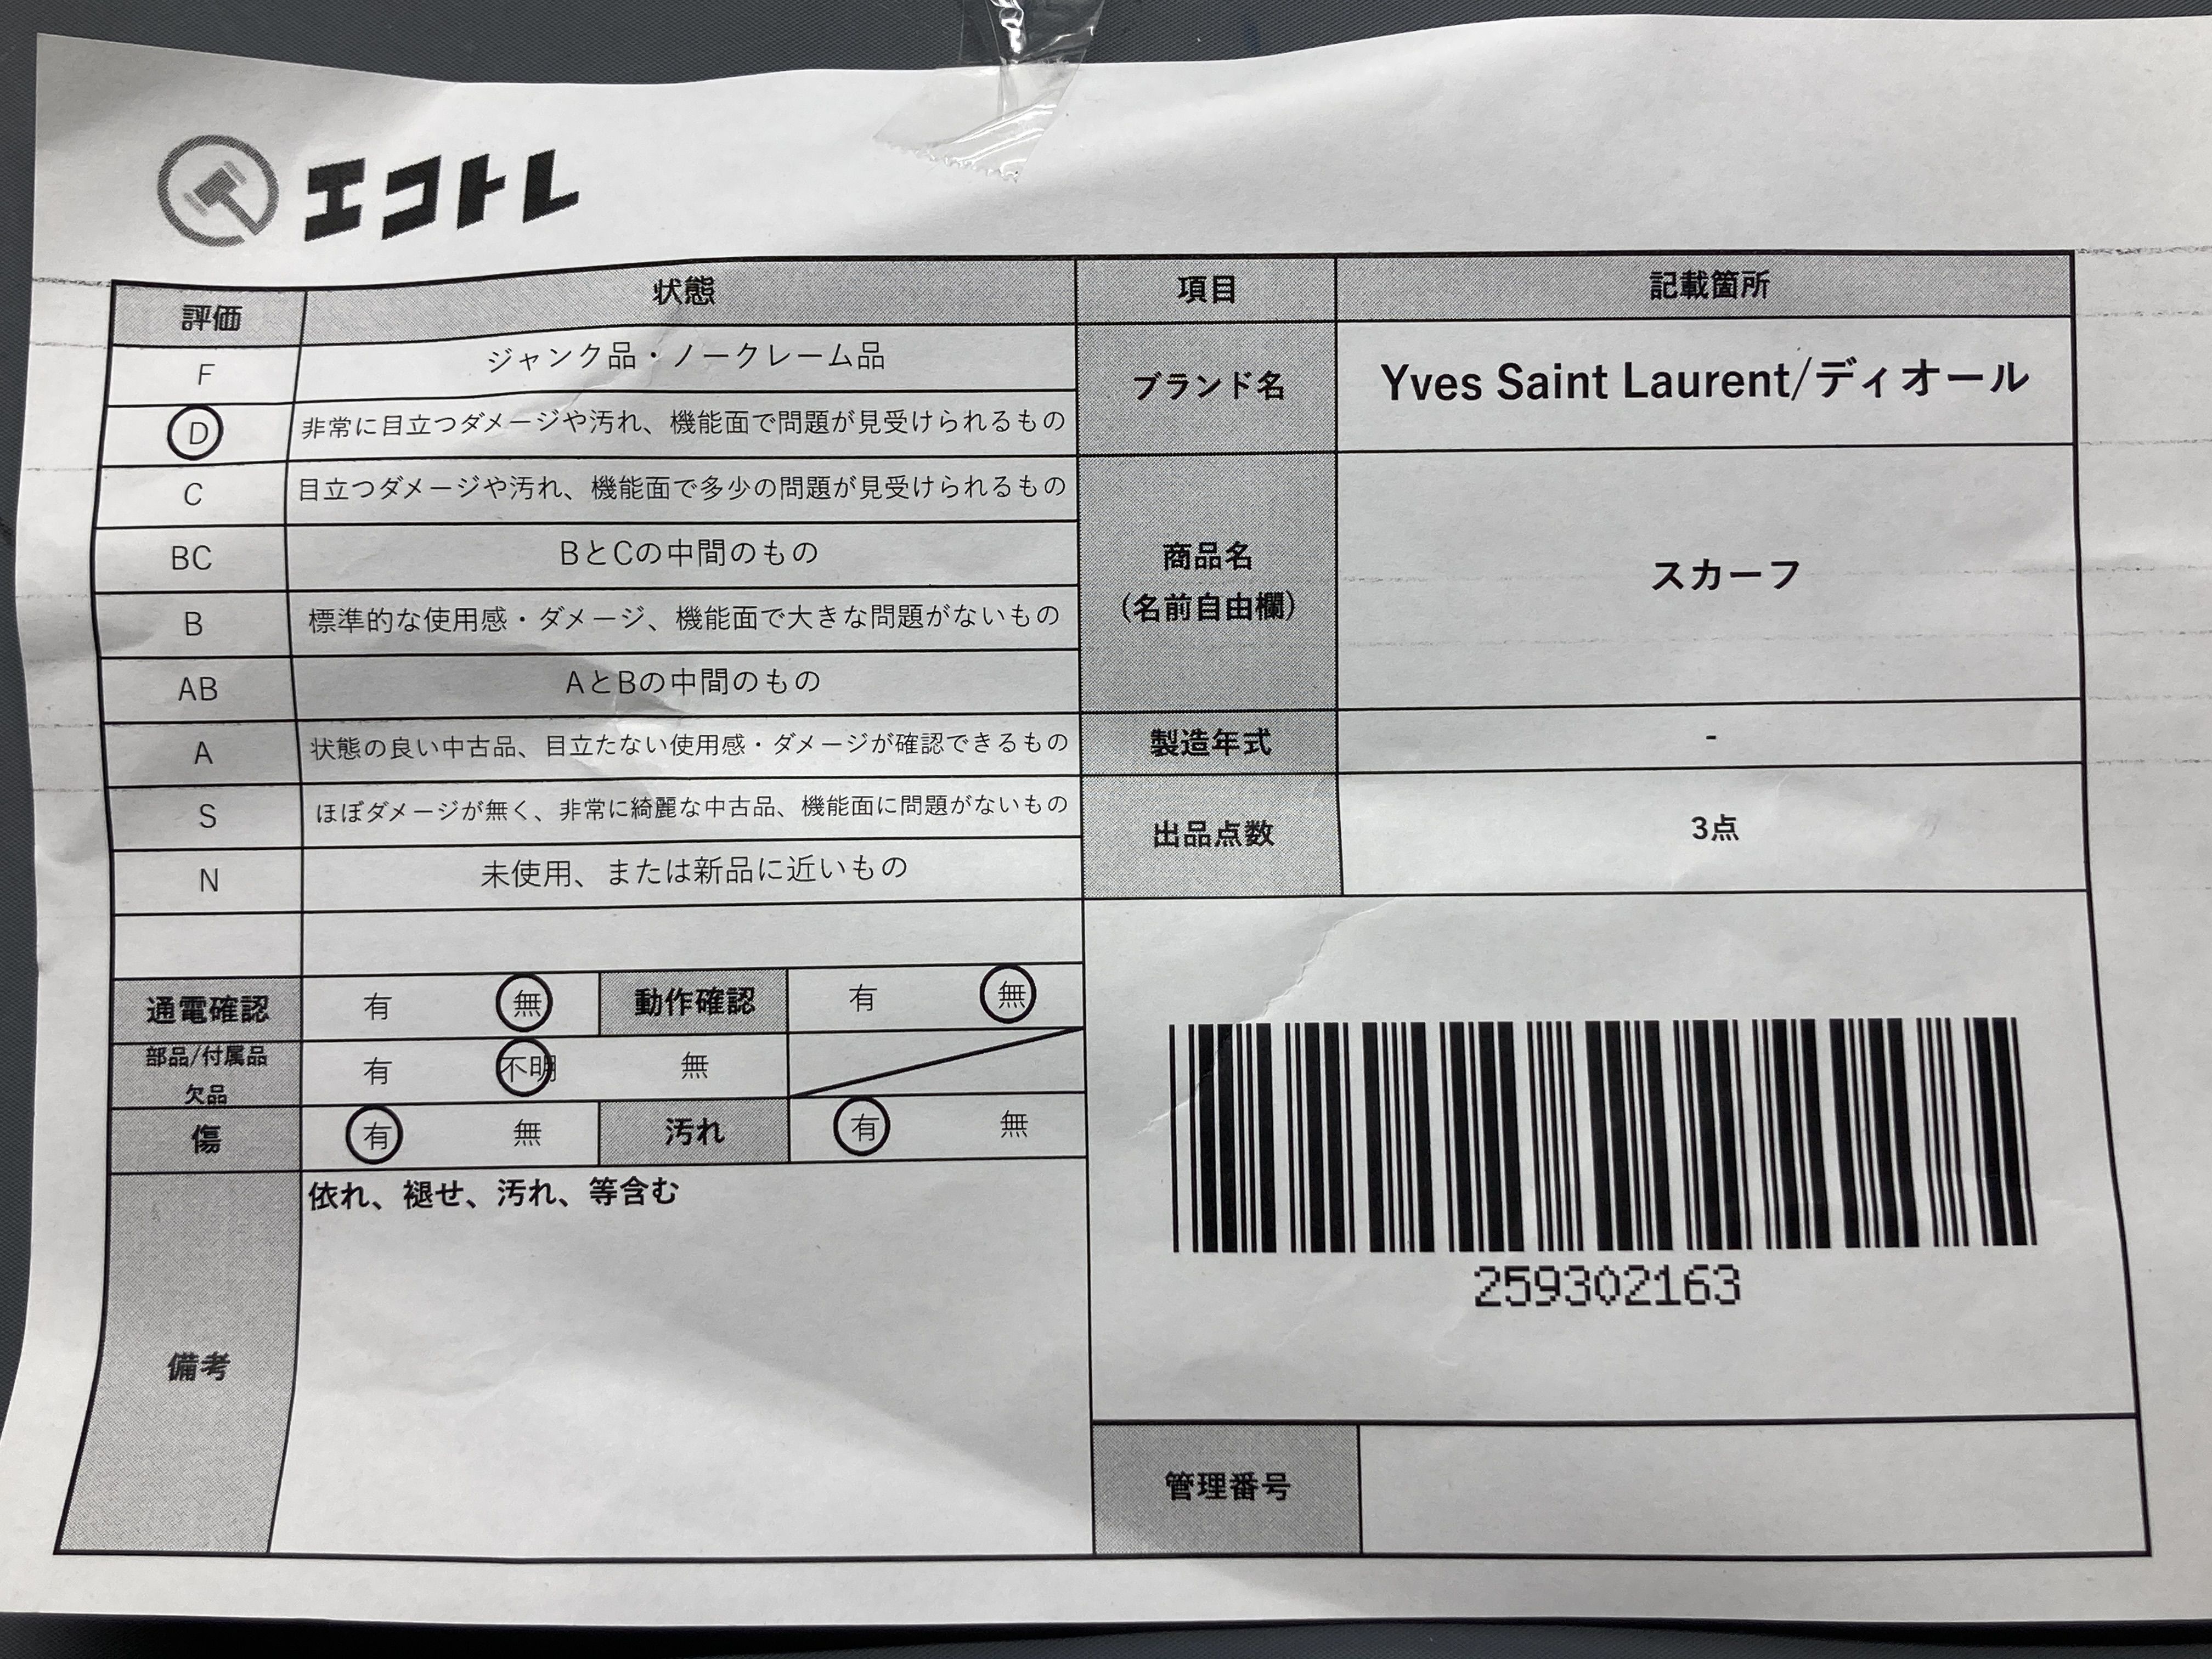 エコトレ
評価 状態
F ジャンク品・ノークレーム品
D 非常に目立つダメージや汚れ、機能面で問題が見受けられるもの
C 目立つダメージや汚れ、機能面で多少の問題が見受けられるもの
BC BとCの中間のもの
B 標準的な使用感・ダメージ、機能面で大きな問題がないもの
AB AとBの中間のもの
A 状態の良い中古品、目立たない使用感・ダメージが確認できるもの
S ほぼダメージが無く、非常に綺麗な中古品、機能面に問題がないもの
N 未使用、または新品に近いもの
通電確認 有 無 動作確認 有 無
部品/付属品
欠品 有 不明 無
傷 有 無 汚れ 有 無
備考 依れ、褪せ、汚れ、等含む
項目 記載箇所
ブランド名 Yves Saint Laurent/ディオール
商品名
（名前自由欄） スカーフ
製造年式 -
出品点数 3点
259302163
管理番号